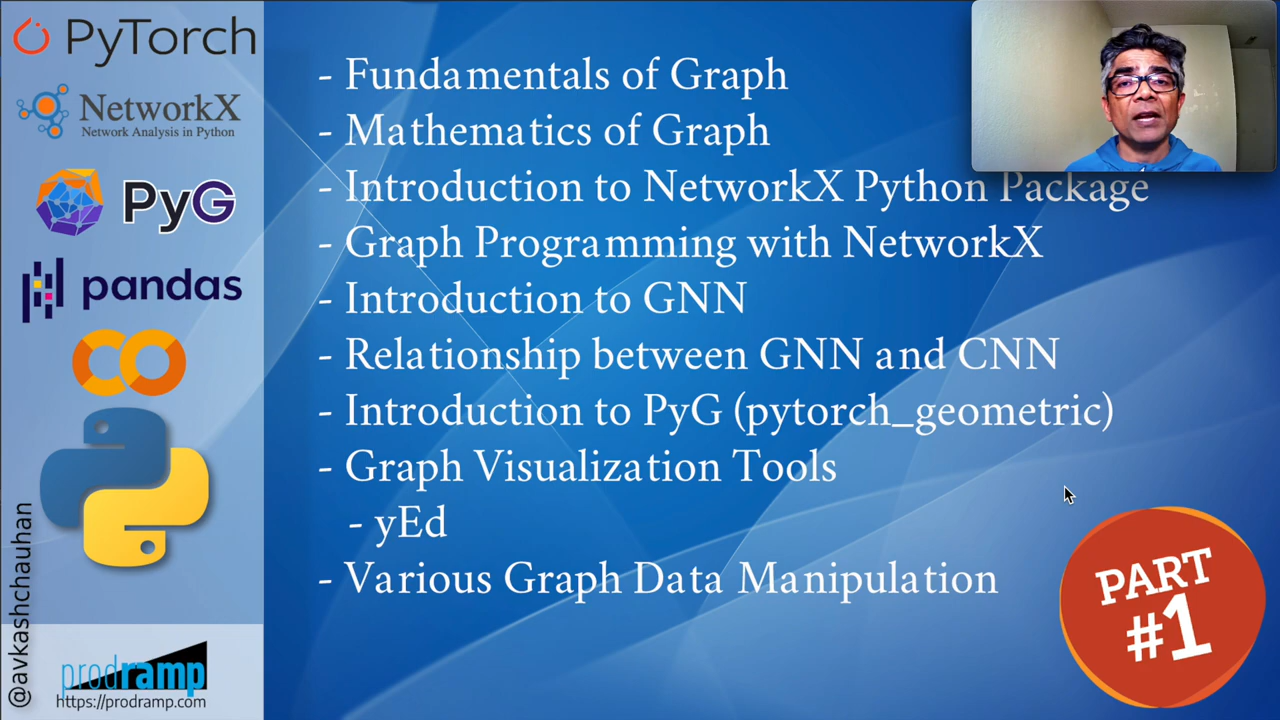 PyTorch
NetworkX
Network Analysis in Python
PyG
pandas
@avkashchauhan
prodramp
https://prodramp.com
- Fundamentals of Graph
- Mathematics of Graph
- Introduction to NetworkX Python Package
- Graph Programming with NetworkX
- Introduction to GNN
- Relationship between GNN and CNN
- Introduction to PyG (pytorch_geometric)
- Graph Visualization Tools
- yEd
- Various Graph Data Manipulation
PART
#1